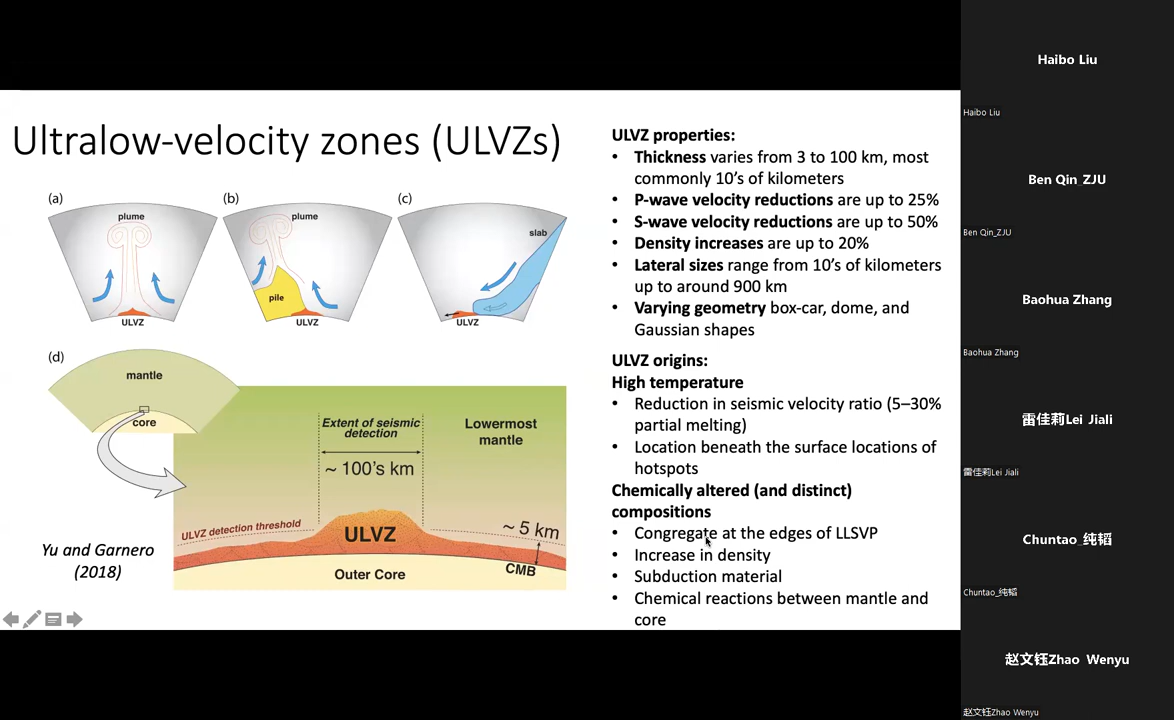 Ultralow-velocity zones (ULVZs)
(a)
plume
ULVZ
(b)
plume
pile
ULVZ
(c)
slab
ULVZ
(d)
mantle
core
Extent of seismic
detection
~ 100's km
Lowermost
mantle
ULVZ detection threshold
ULVZ
~ 5 km
CMB
Outer Core
Yu and Garnero
(2018)
ULVZ properties:
• Thickness varies from 3 to 100 km, most
commonly 10’s of kilometers
• P-wave velocity reductions are up to 25%
• S-wave velocity reductions are up to 50%
• Density increases are up to 20%
• Lateral sizes range from 10’s of kilometers
up to around 900 km
• Varying geometry box-car, dome, and
Gaussian shapes
ULVZ origins:
High temperature
• Reduction in seismic velocity ratio (5–30%
partial melting)
• Location beneath the surface locations of
hotspots
Chemically altered (and distinct)
compositions
• Congregate at the edges of LLSVP
• Increase in density
• Subduction material
• Chemical reactions between mantle and
core
Haibo Liu
Haibo Liu
Ben Qin_ZJU
Ben Qin_ZJU
Baohua Zhang
Baohua Zhang
雷佳莉Lei Jiali
雷佳莉Lei Jiali
Chuntao_纯韬
Chuntao_纯韬
赵文钰Zhao Wenyu
赵文钰Zhao Wenyu